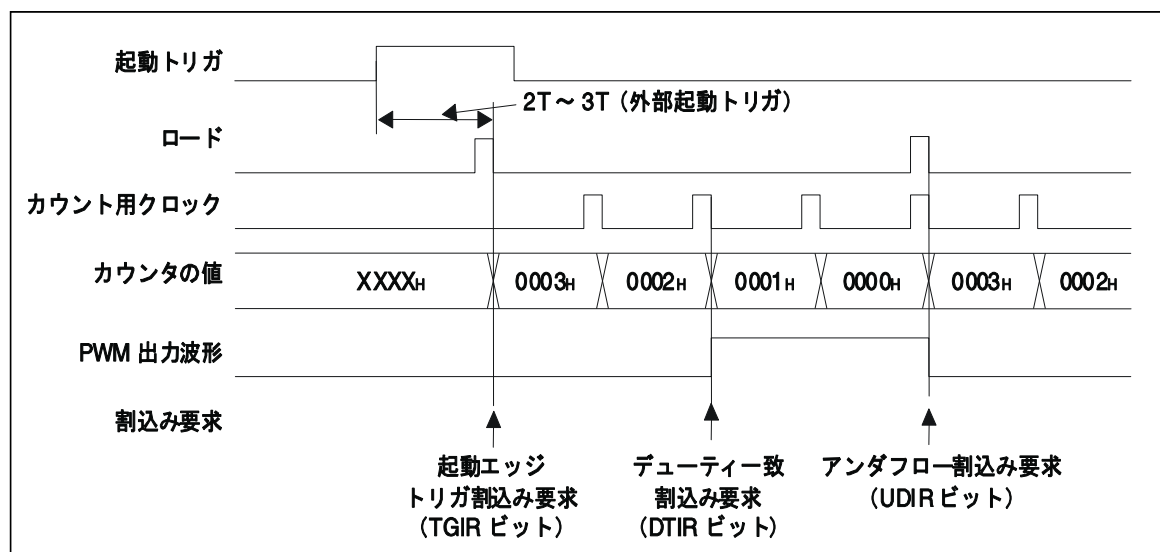 起動トリガ
2T～3T（外部起動トリガ）
ロード
カウント用クロック
カウンタの値
XXXXH 0003H 0002H 0001H 0000H 0003H 0002H
PWM 出力波形
割込み要求
起動エッジ
トリガ割込み要求
（TGIR ビット）
デューティー致
割込み要求
（DTIR ビット）
アンダフロー割込み要求
（UDIR ビット）